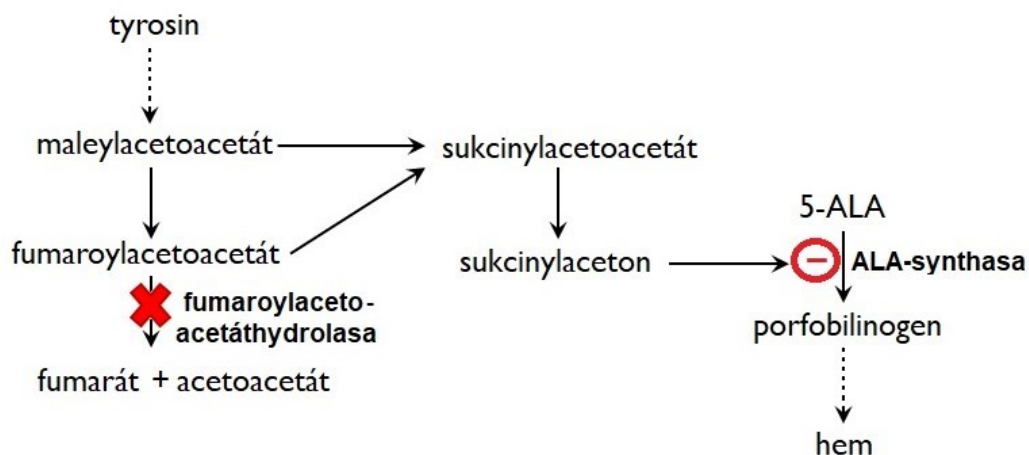 tyrosin
maleylacetoacetát
sukcinylacetoacetát
5-ALA
fumaroylacetoacetát
sukcinylaceton
ALA-synthasa
fumaroylaceto-
acetáthydrolasa
porfobilinogen
fumarát + acetoacetát
hem